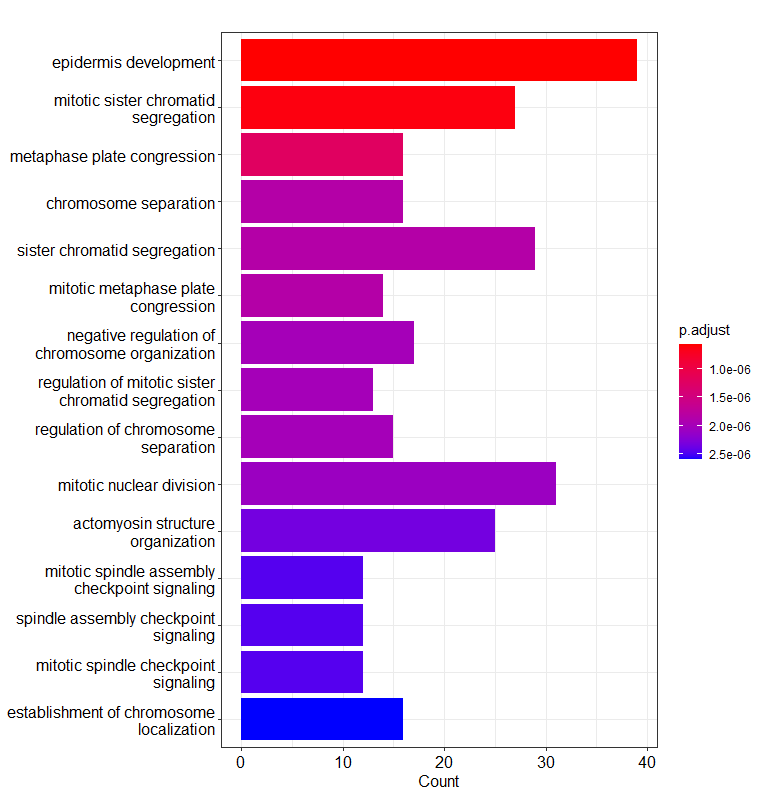 epidermis development
mitotic sister chromatid
segregation
metaphase plate congression
chromosome separation
sister chromatid segregation
mitotic metaphase plate
congression
negative regulation of
chromosome organization
regulation of mitotic sister
chromatid segregation
regulation of chromosome
separation
mitotic nuclear division
actomyosin structure
organization
mitotic spindle assembly
checkpoint signaling
spindle assembly checkpoint
signaling
mitotic spindle checkpoint
signaling
establishment of chromosome
localization
0 10 20 30 40
Count
p.adjust
1.0e-06
1.5e-06
2.0e-06
2.5e-06